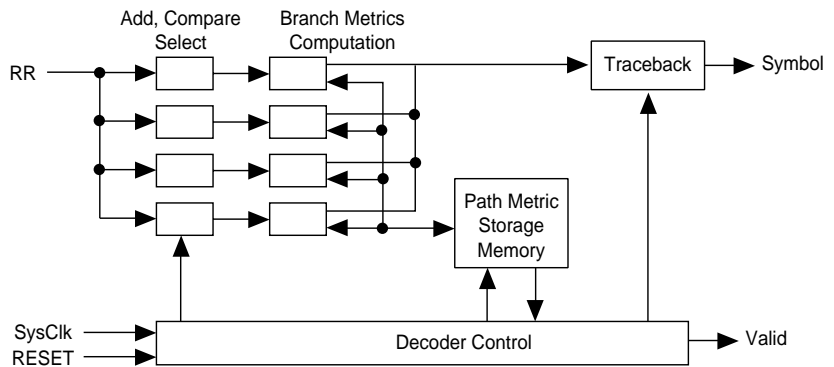 Add, Compare
Select
Branch Metrics
Computation
RR
Traceback
Symbol
Path Metric
Storage
Memory
SysClk
RESET
Decoder Control
Valid